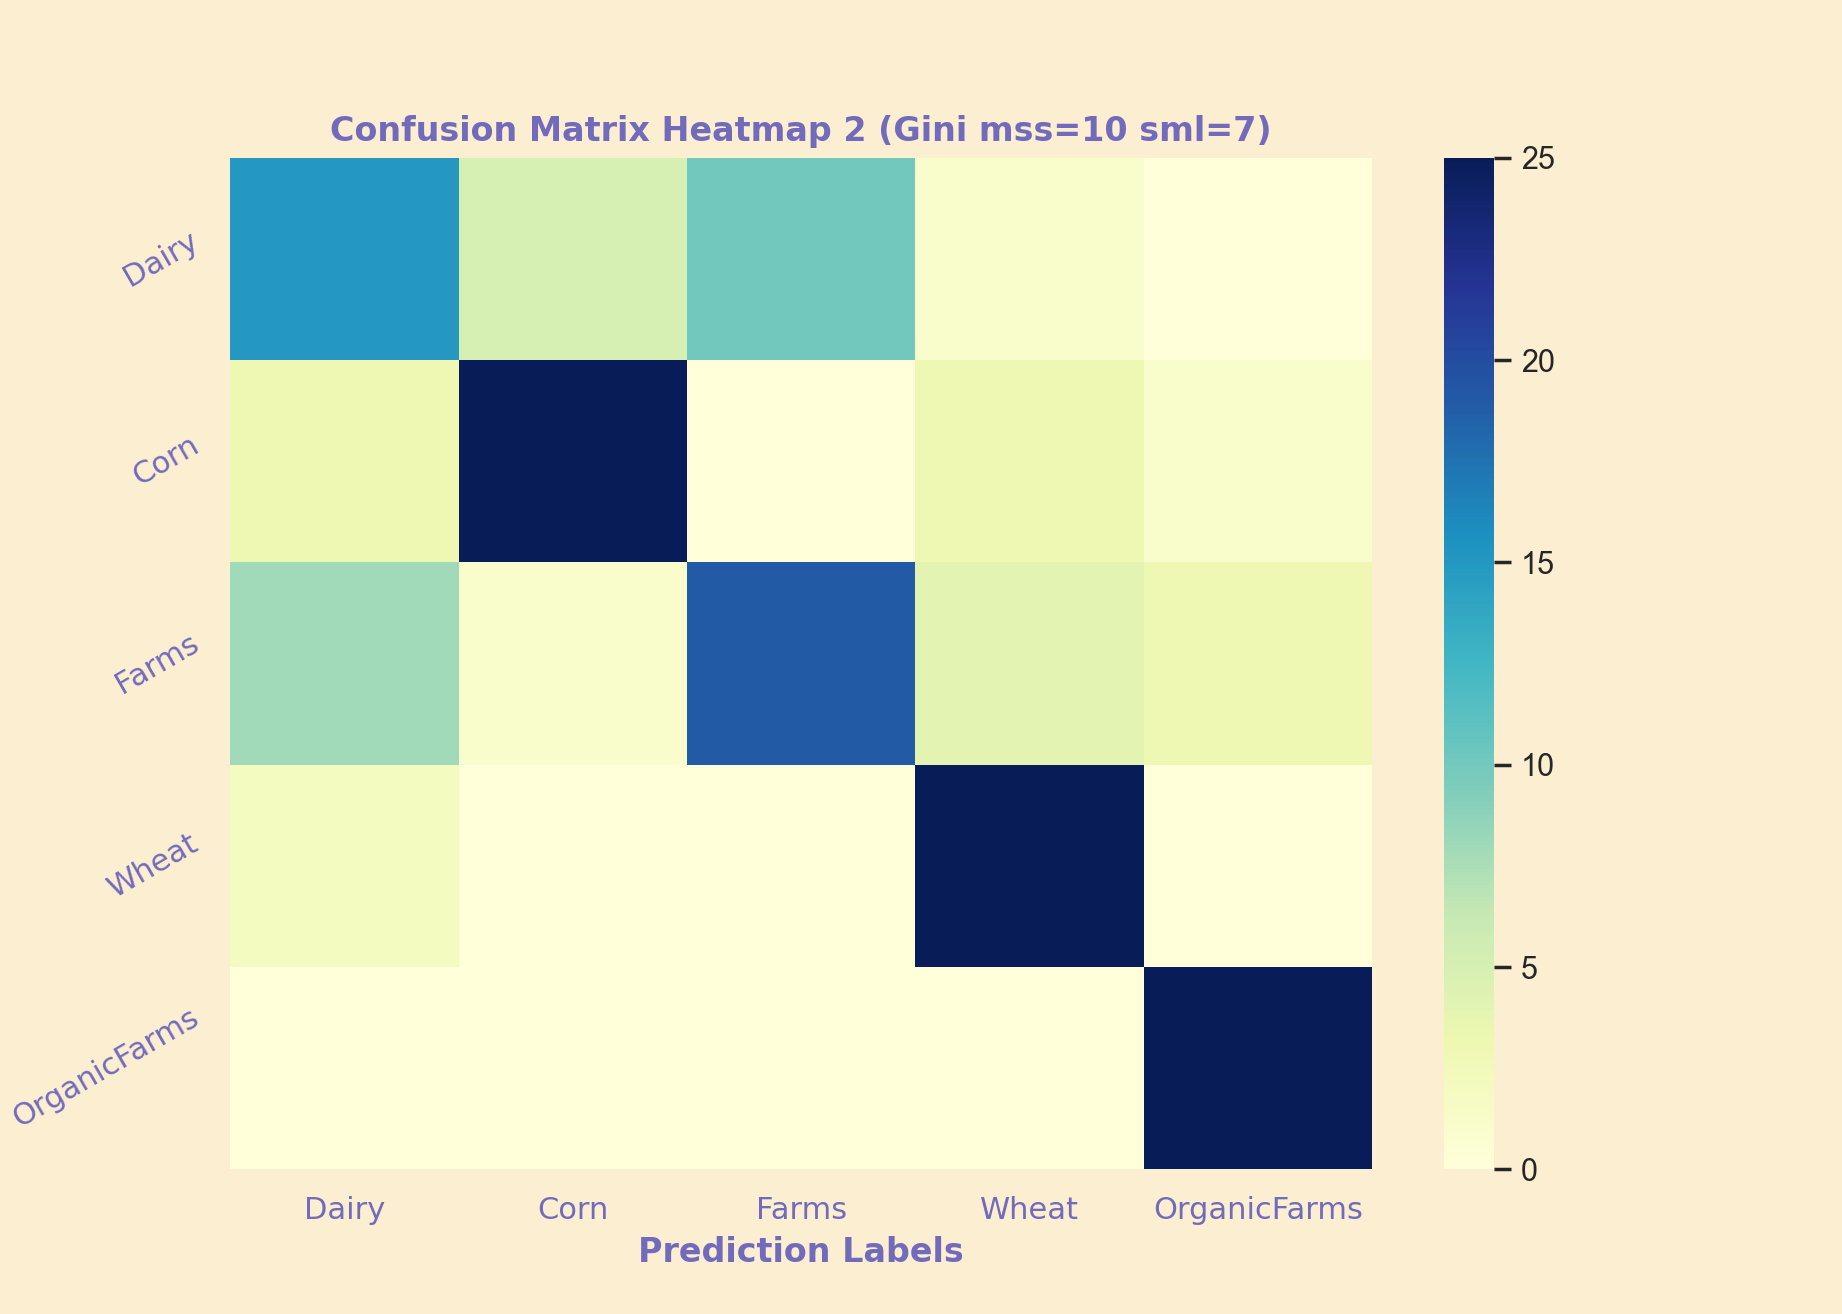 Confusion Matrix Heatmap 2 (Gini mss=10 sml=7)
Dairy
Corn
Farms
Wheat
OrganicFarms
Dairy
Corn
Farms
Wheat
OrganicFarms
Prediction Labels
25
20
15
10
5
0